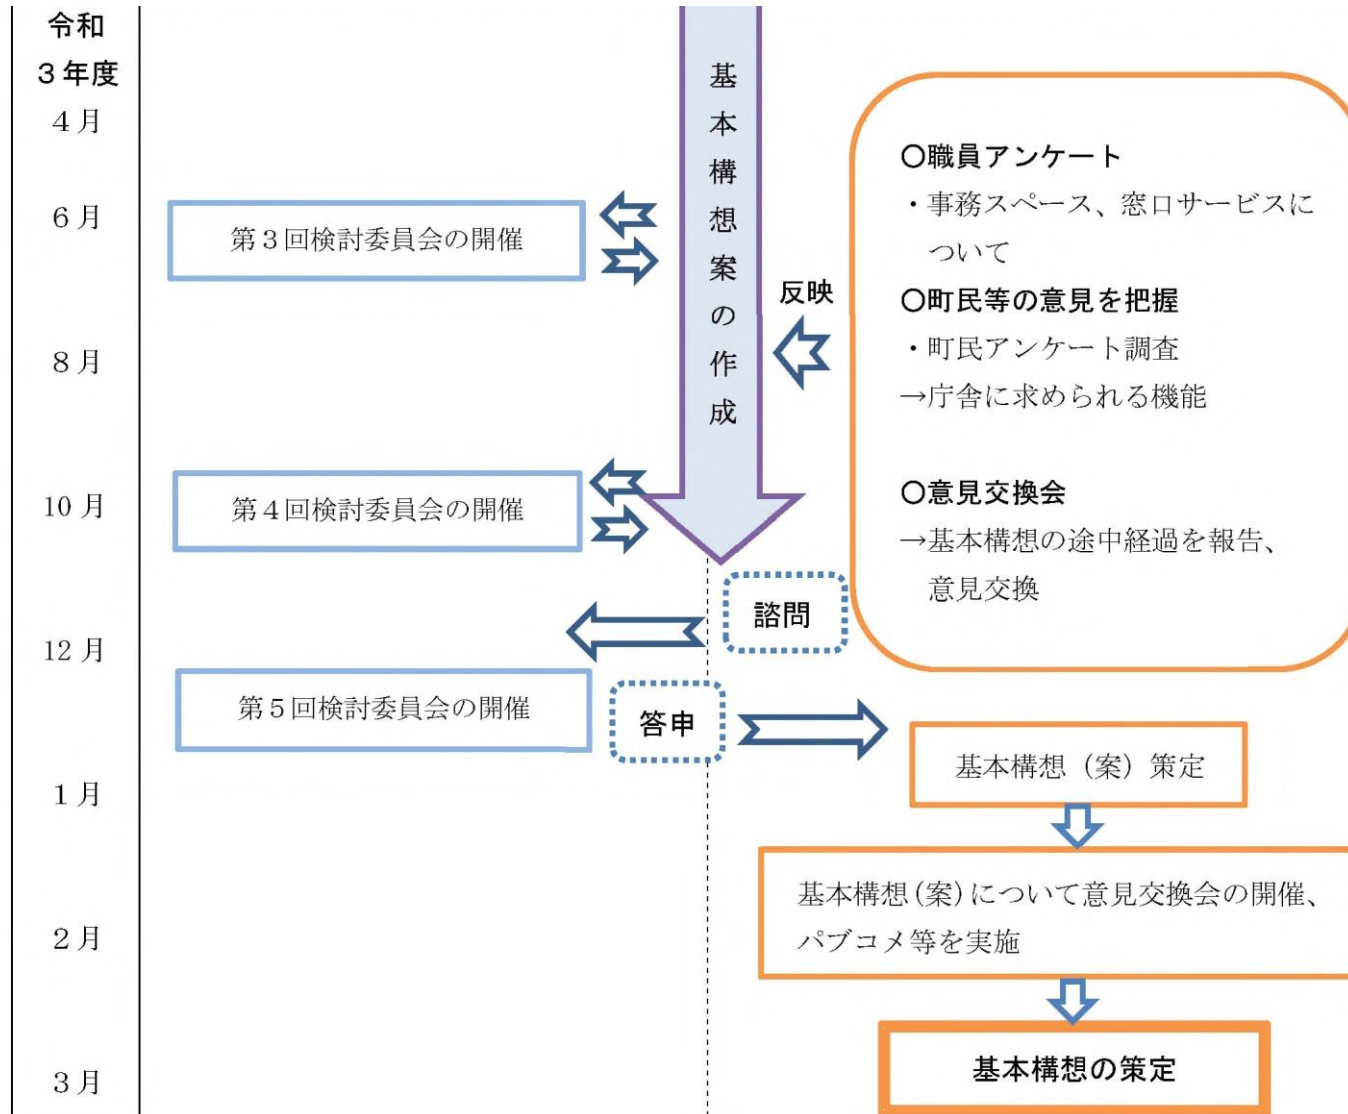 令和
3年度
4月
6月
8月
10月
12月
1月
2月
3月
第3回検討委員会の開催
第4回検討委員会の開催
第5回検討委員会の開催
基本構想案の作成
反映
〇職員アンケート
・事務スペース、窓口サービスに
ついて
〇町民等の意見を把握
・町民アンケート調査
→庁舎に求められる機能
〇意見交換会
→基本構想の途中経過を報告、
意見交換
諮問
答申
基本構想（案）策定
基本構想(案)について意見交換会の開催、
パブコメ等を実施
基本構想の策定